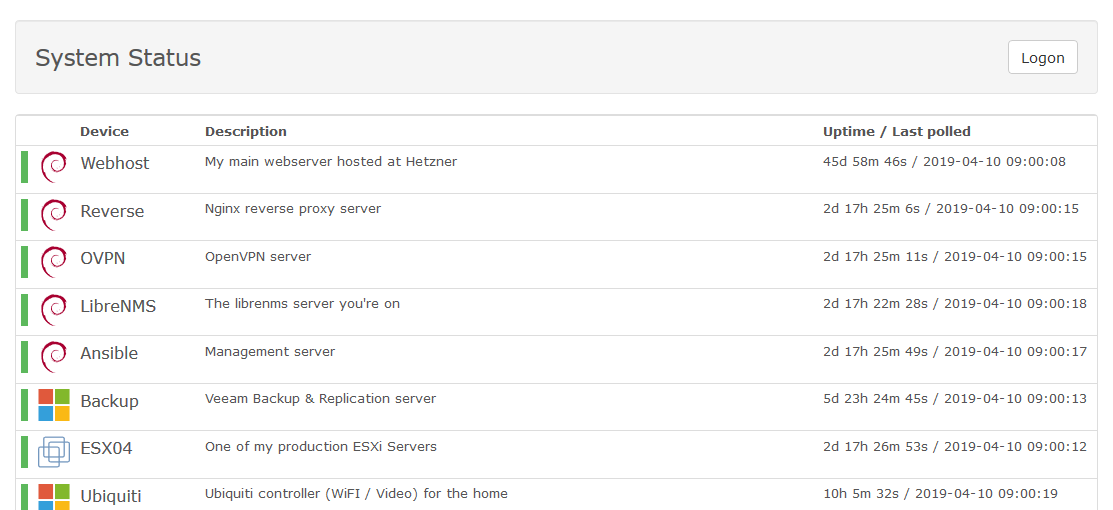 System Status
Logon
Device Description Uptime / Last polled
Webhost My main webserver hosted at Hetzner 45d 58m 46s / 2019-04-10 09:00:08
Reverse Nginx reverse proxy server 2d 17h 25m 6s / 2019-04-10 09:00:15
OVPN OpenVPN server 2d 17h 25m 11s / 2019-04-10 09:00:15
LibreNMS The librenms server you're on 2d 17h 22m 28s / 2019-04-10 09:00:18
Ansible Management server 2d 17h 25m 49s / 2019-04-10 09:00:17
Backup Veeam Backup & Replication server 5d 23h 24m 45s / 2019-04-10 09:00:13
ESX04 One of my production ESXi Servers 2d 17h 26m 53s / 2019-04-10 09:00:12
Ubiquiti Ubiquiti controller (WiFI / Video) for the home 10h 5m 32s / 2019-04-10 09:00:19